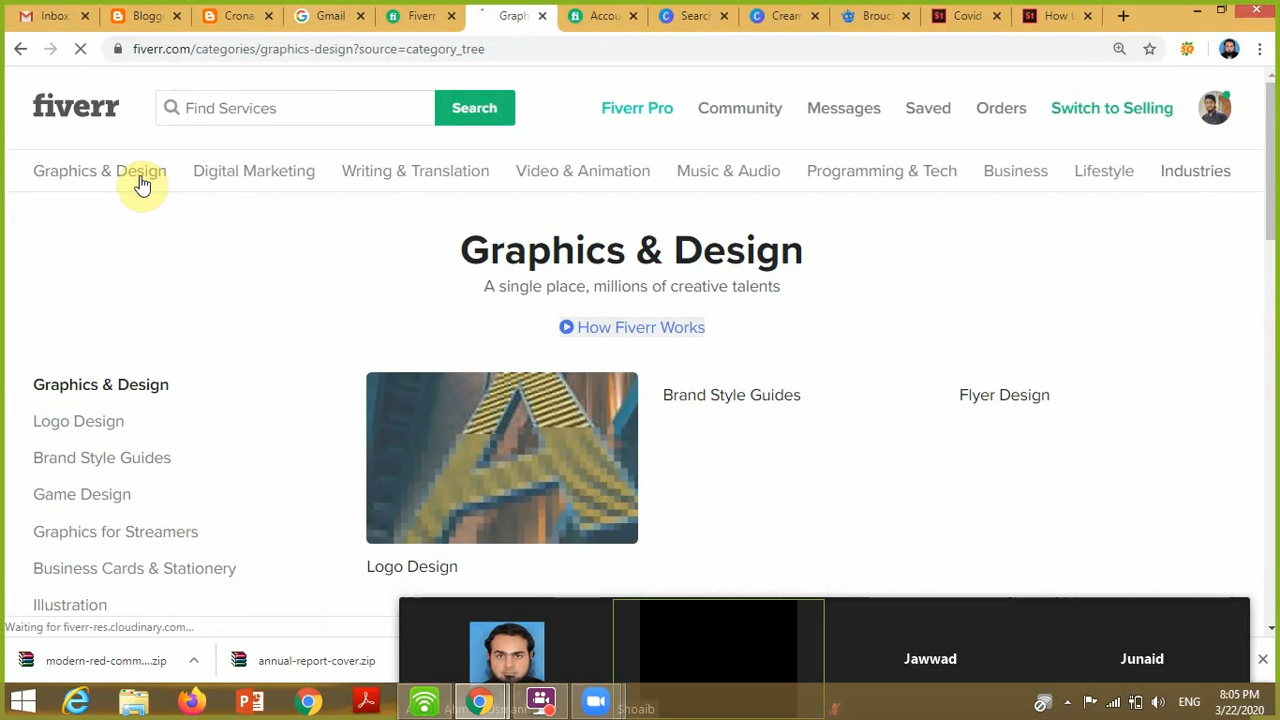 Inbox Blogg Crona Gmail Fiverr Graph Accou Search Cream Brouc Covid How t
fiverr.com/categories/graphics-design?source=category_tree
fiverr Find Services Search Fiverr Pro Community Messages Saved Orders Switch to Selling
Graphics & Design Digital Marketing Writing & Translation Video & Animation Music & Audio Programming & Tech Business Lifestyle Industries
Graphics & Design
A single place, millions of creative talents
How Fiverr Works
Graphics & Design
Logo Design
Brand Style Guides
Game Design
Graphics for Streamers
Business Cards & Stationery
Illustration
Logo Design
Brand Style Guides
Flyer Design
Waiting for fiverr-res.cloudinary.com...
modern-red-comm....zip annual-report-cover.zip
Jawwad Junaid
Shoaib
ENG
8:05 PM
3/22/2020